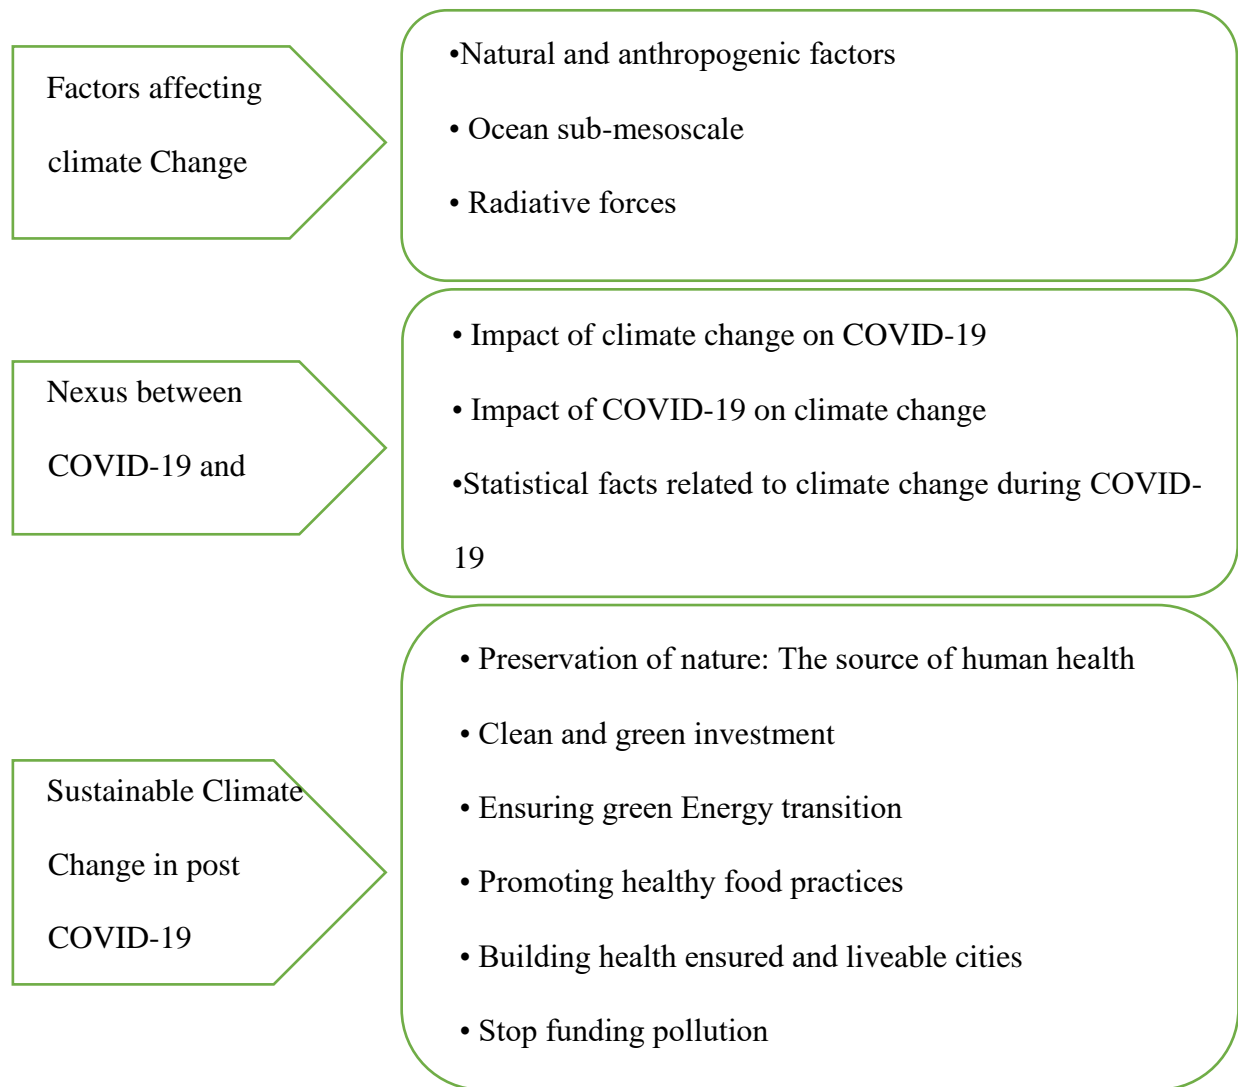 Factors affecting
climate Change
•Natural and anthropogenic factors
• Ocean sub-mesoscale
• Radiative forces
Nexus between
COVID-19 and
• Impact of climate change on COVID-19
• Impact of COVID-19 on climate change
•Statistical facts related to climate change during COVID-
19
Sustainable Climate
Change in post
COVID-19
• Preservation of nature: The source of human health
• Clean and green investment
• Ensuring green Energy transition
• Promoting healthy food practices
• Building health ensured and liveable cities
• Stop funding pollution